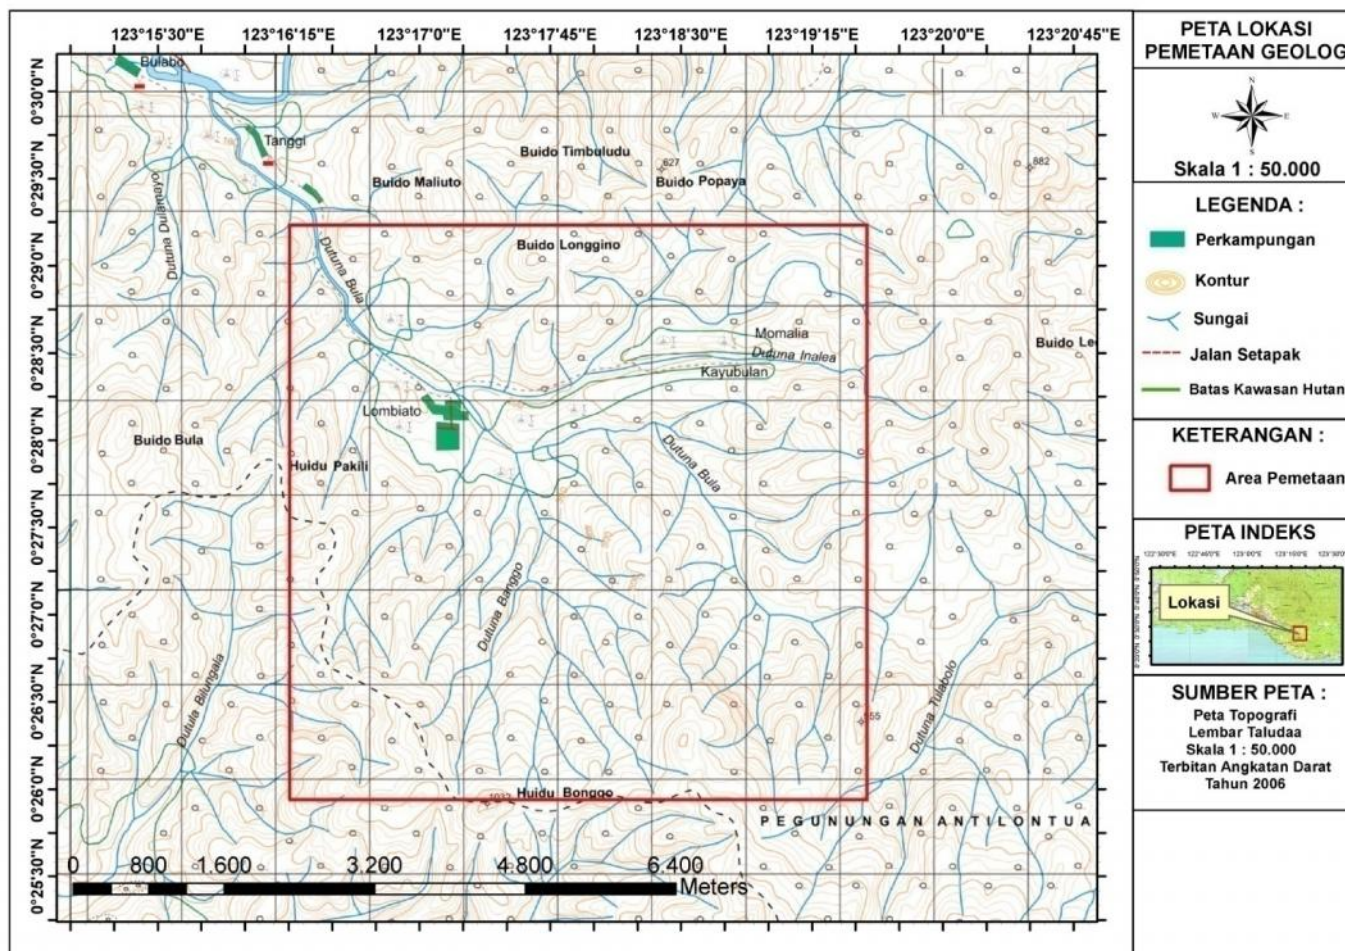 123°15'30"E 123°16'15"E 123°17'0"E 123°17'45"E 123°18'30"E 123°19'15"E 123°20'0"E 123°20'45"E
0°30'0"N
0°29'30"N
0°29'0"N
0°28'30"N
0°28'0"N
0°27'30"N
0°27'0"N
0°26'30"N
0°26'0"N
0°25'30"N
Bulabo
Tanggi
Buido Timbuludu
627
882
Buido Maliuto
Buido Popaya
Dutuna Dulamayo
Dutuna Bula
Buido Longgino
Momalia
Dutuna Inalea
Buido Le
Kayubulan
Lombiato
Buido Bula
Dutuna Bula
Huidu Pakili
Dutuna Banggo
Dutula Bilungala
Dutuna Tulabolo
Huidu Bongoo
PEGUNUNGAN ANTILONTUA
0 800 1.600 3.200 4.800 6.400
Meters
PETA LOKASI
PEMETAAN GEOLOG
N
W E
S
Skala 1 : 50.000
LEGENDA :
Perkampungan
Kontur
Sungai
Jalan Setapak
Batas Kawasan Hutan
KETERANGAN :
Area Pemetaan
PETA INDEKS
Lokasi
SUMBER PETA :
Peta Topografi
Lembar Taludaa
Skala 1 : 50.000
Terbitan Angkatan Darat
Tahun 2006